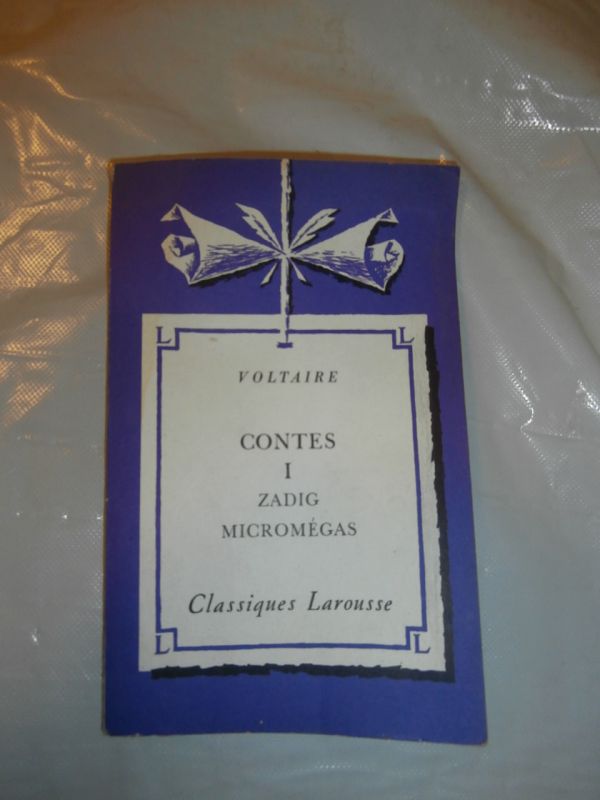 L L
VOLTAIRE
CONTES
I
ZADIG
MICROMÉGAS
Classiques Larousse
L L